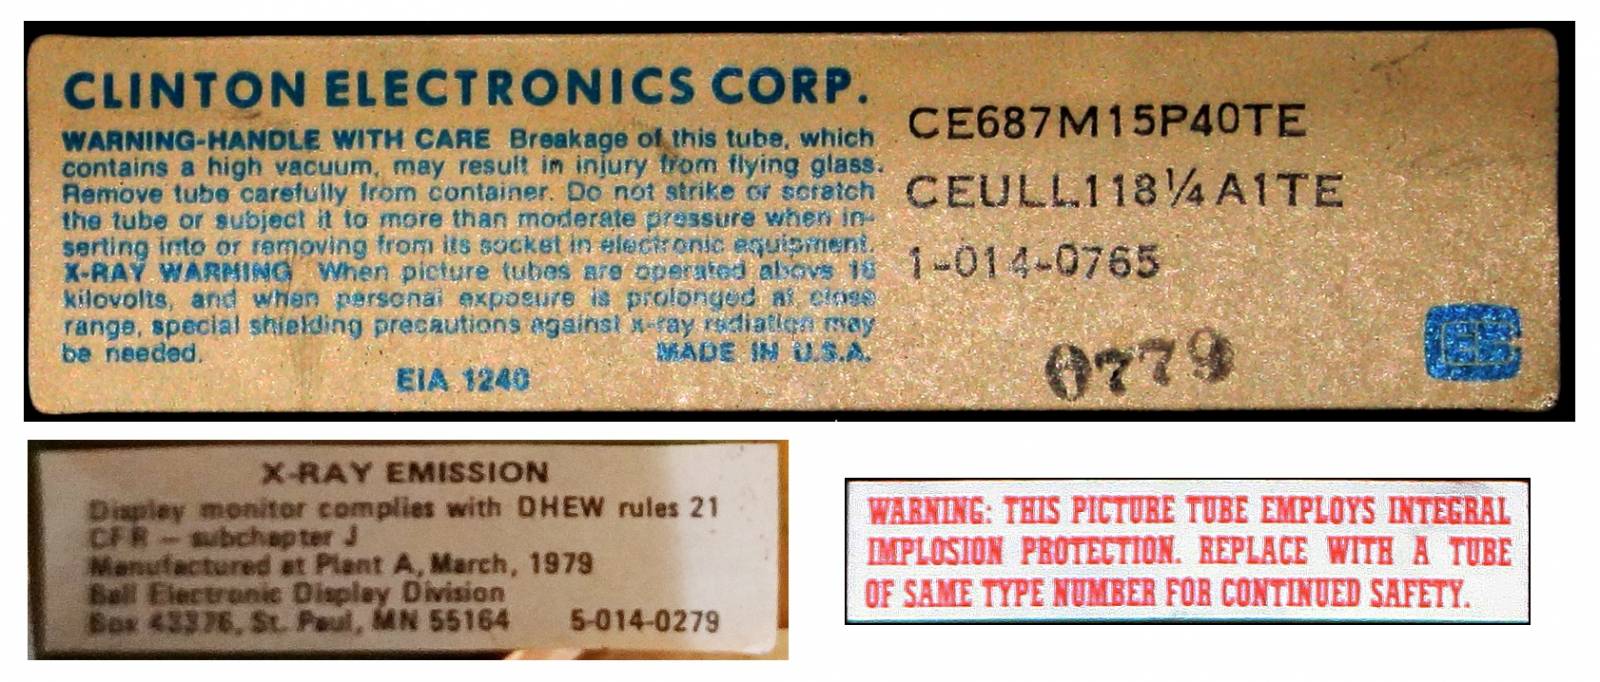 CLINTON ELECTRONICS CORP.
WARNING-HANDLE WITH CARE Breakage of this tube, which
contains a high vacuum, may result in injury from flying glass.
Remove tube carefully from container. Do not strike or scratch
the tube or subject it to more than moderate pressure when in-
serting into or removing from its socket in electronic equipment.
X-RAY WARNING When picture tubes are operated above 16
kilovolts, and when personal exposure is prolonged at close
range, special shielding precautions against x-ray radiation may
be needed.
MADE IN U.S.A.
EIA 1240
CE687M15P40TE
CEULL118¼A1TE
1-014-0765
0779
CE
X-RAY EMISSION
Display monitor complies with DHEW rules 21
CFR – subchapter J
Manufactured at Plant A, March, 1979
Ball Electronic Display Division
Box 43376, St. Paul, MN 55164 5-014-0279
WARNING: THIS PICTURE TUBE EMPLOYS INTEGRAL
IMPLOSION PROTECTION. REPLACE WITH A TUBE
OF SAME TYPE NUMBER FOR CONTINUED SAFETY.